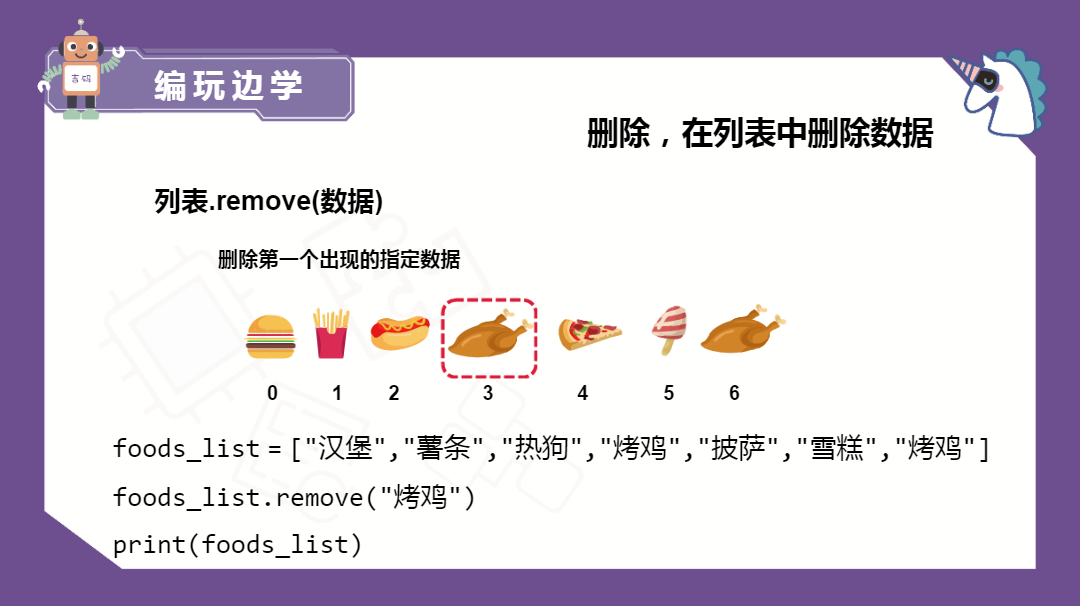 吉码
编玩边学
删除，在列表中删除数据
列表.remove(数据)
删除第一个出现的指定数据
0 1 2 3 4 5 6
foods_list = ["汉堡","薯条","热狗","烤鸡","披萨","雪糕","烤鸡"]
foods_list.remove("烤鸡")
print(foods_list)